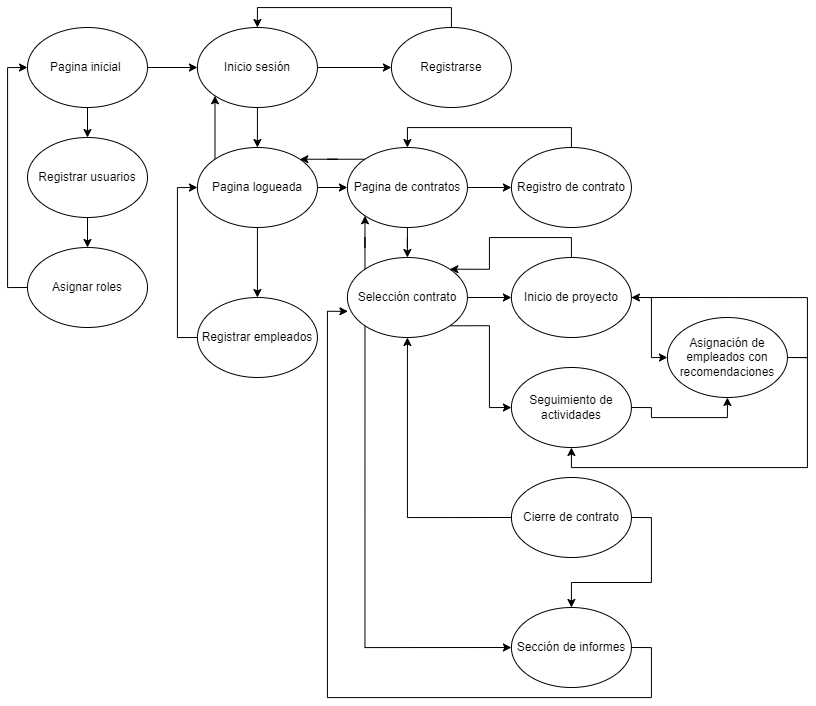 Pagina inicial
Inicio sesión
Registrarse
Registrar usuarios
Pagina logueada
Pagina de contratos
Registro de contrato
Asignar roles
Selección contrato
Inicio de proyecto
Registrar empleados
Asignación de
empleados con
recomendaciones
Seguimiento de
actividades
Cierre de contrato
Sección de informes